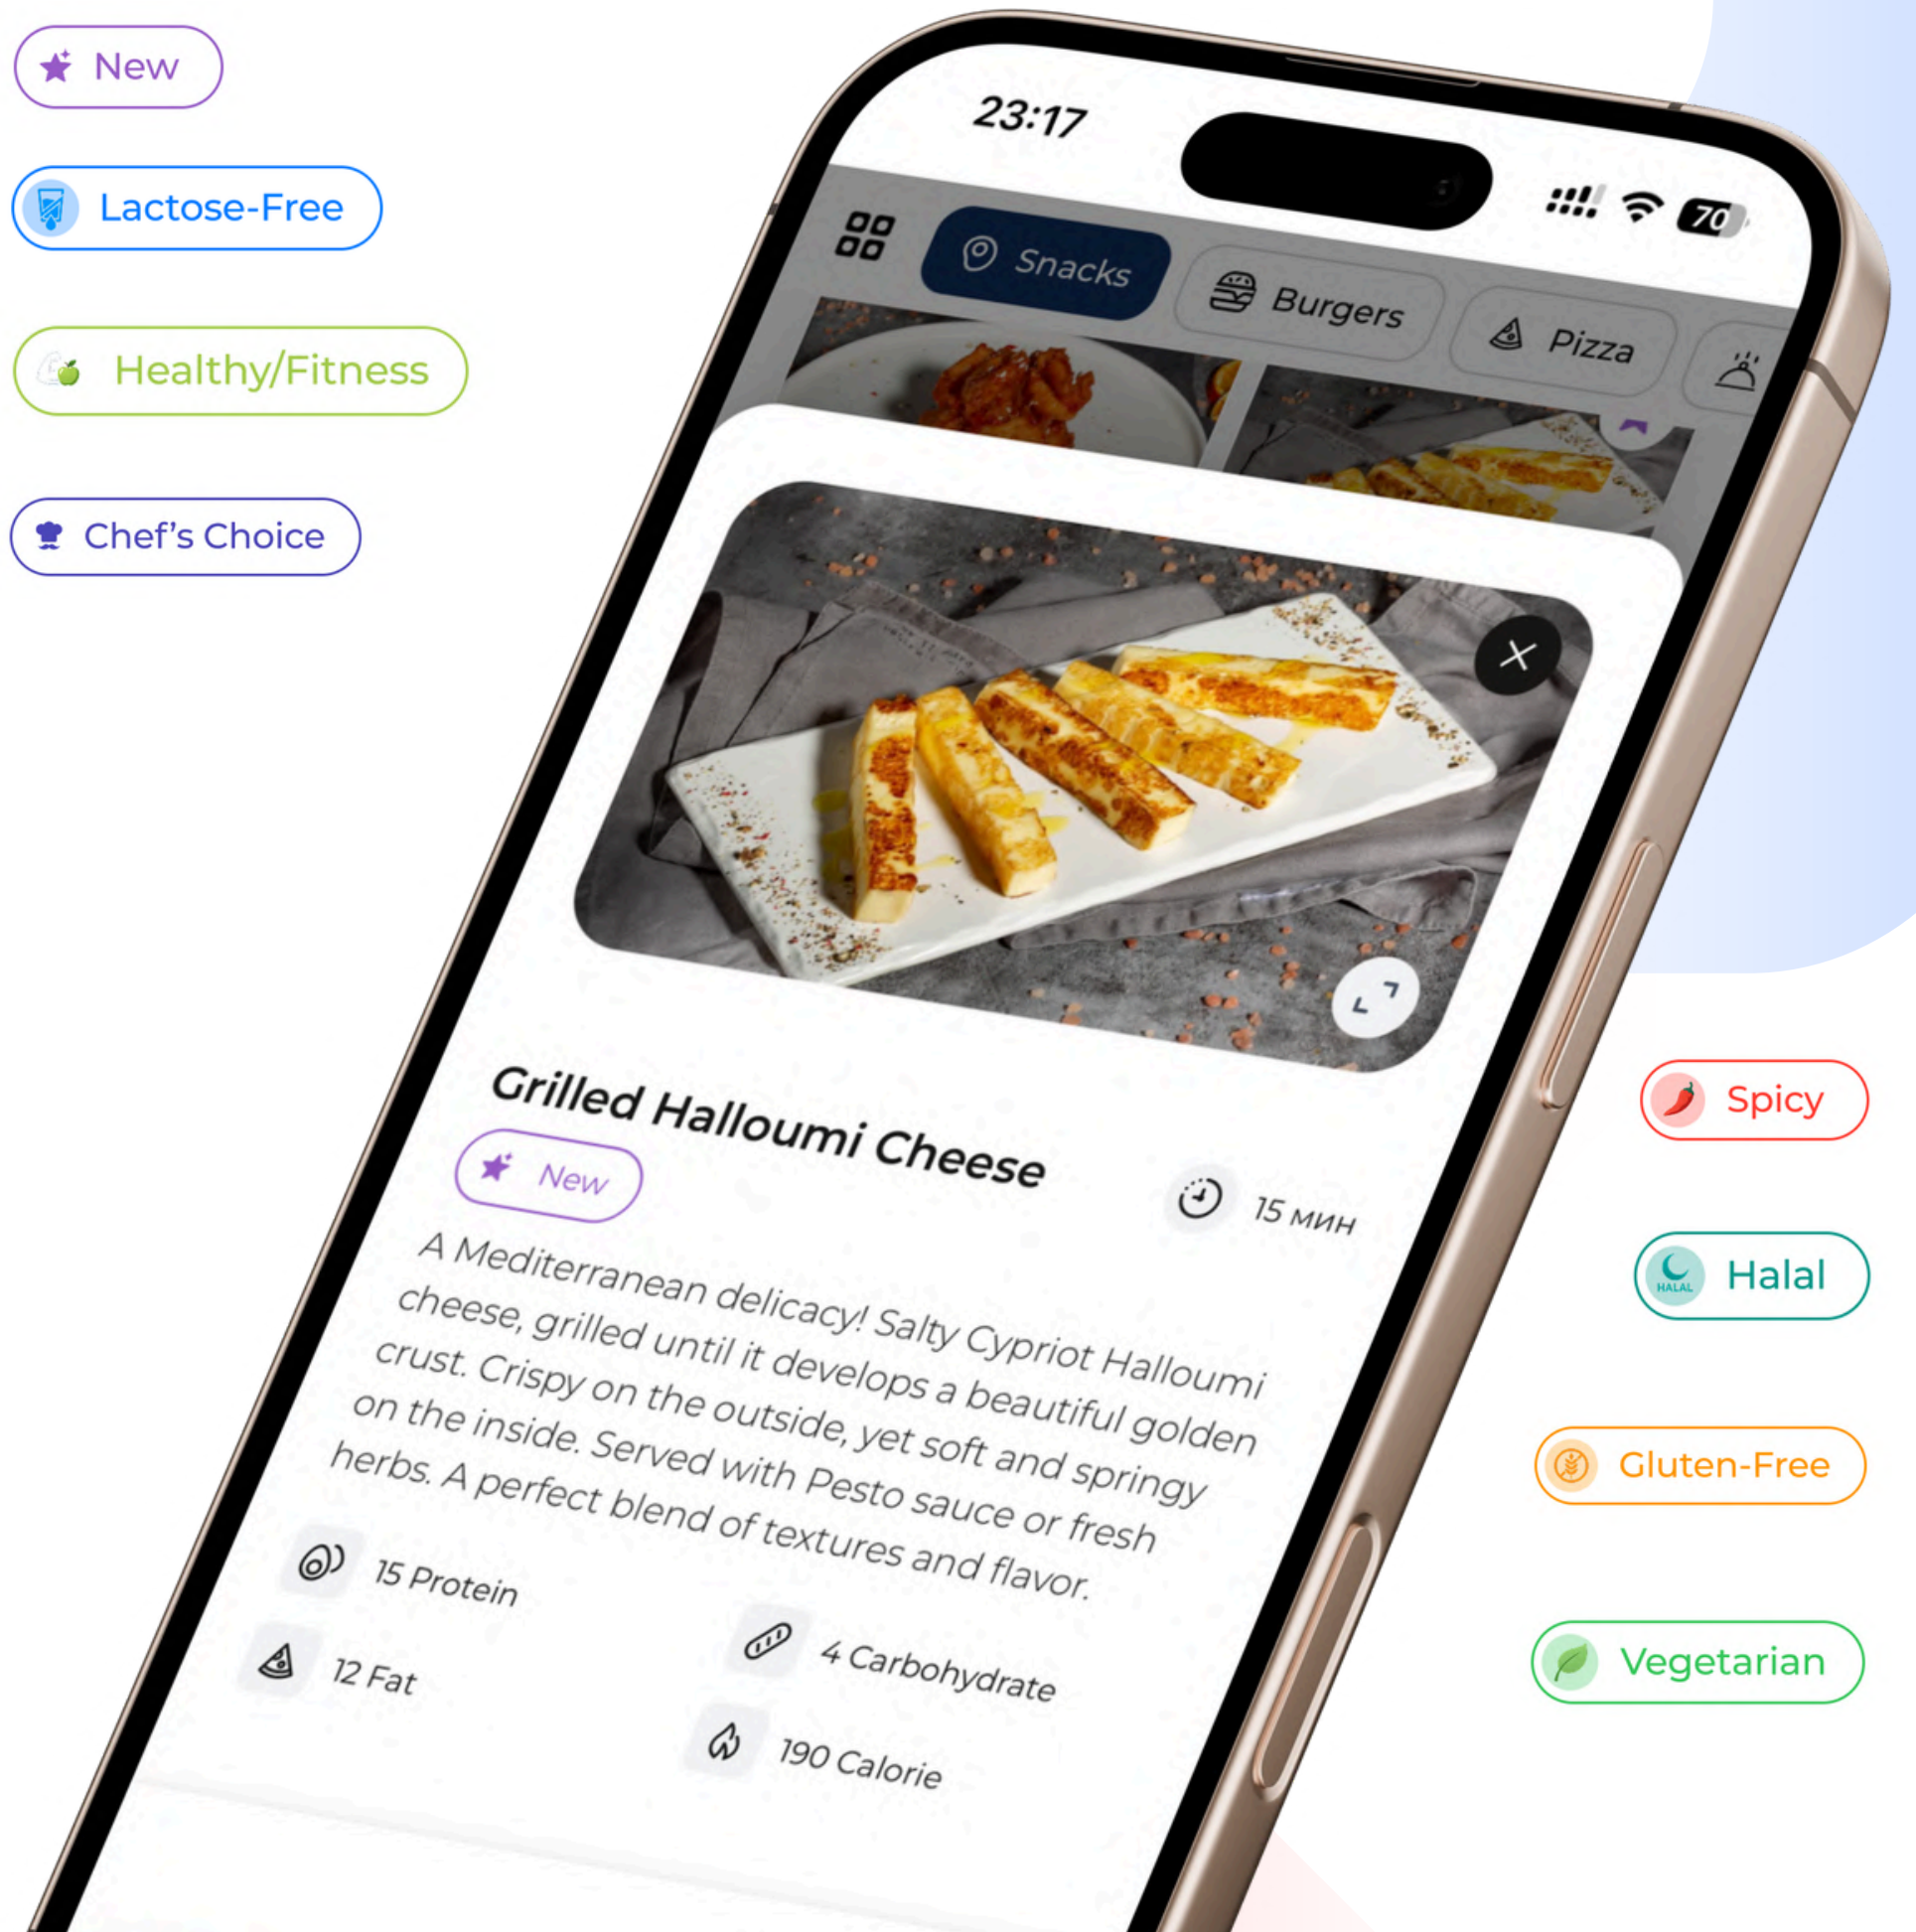 New
Lactose-Free
Healthy/Fitness
Chef's Choice
23:17
70
Snacks
Burgers
Pizza
Grilled Halloumi Cheese
New
15 мин
A Mediterranean delicacy! Salty Cypriot Halloumi
cheese, grilled until it develops a beautiful golden
crust. Crispy on the outside, yet soft and springy
on the inside. Served with Pesto sauce or fresh
herbs. A perfect blend of textures and flavor.
15 Protein
4 Carbohydrate
12 Fat
190 Calorie
Spicy
HALAL
Halal
Gluten-Free
Vegetarian